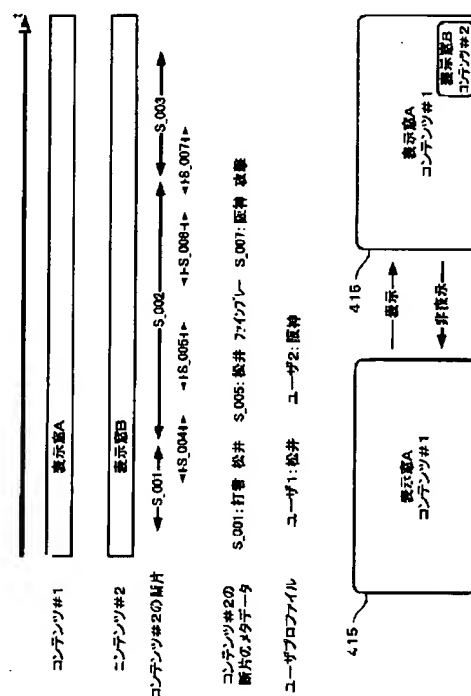 t
コンテンツ#1
表示窓A
ニンテンツ#2
表示窓B
コンテンツ#2の断片
S_001
S_002
S_003
S_004
S_005
S_006
S_007
コンテンツ#2の
断片のメタデータ
S_001: 打者 松井 S_005: 松井 ファインプレー S_007: 阪神 攻撃
ユーザプロファイル
ユーザ1: 松井 ユーザ2: 阪神
415
表示窓A
コンテンツ#1
表示
非表示
415
表示窓A
コンテンツ#1
表示窓B
コンテンツ#2